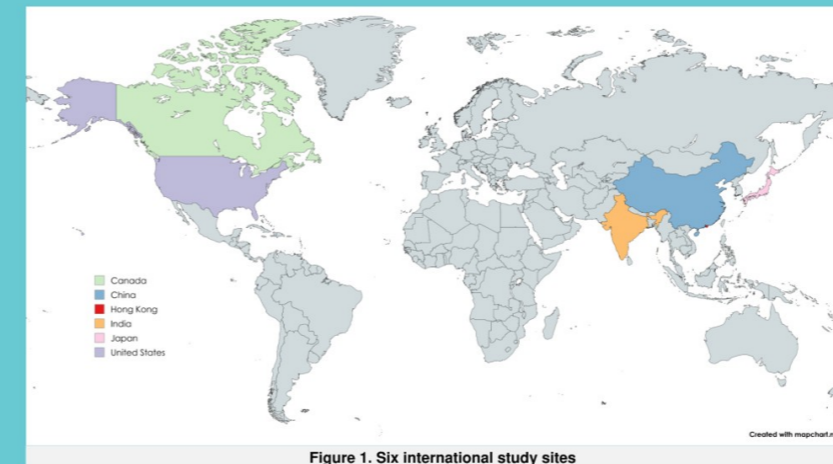 Canada
China
Hong Kong
India
Japan
United States
Created with mapchart.n
Figure 1. Six international study sites